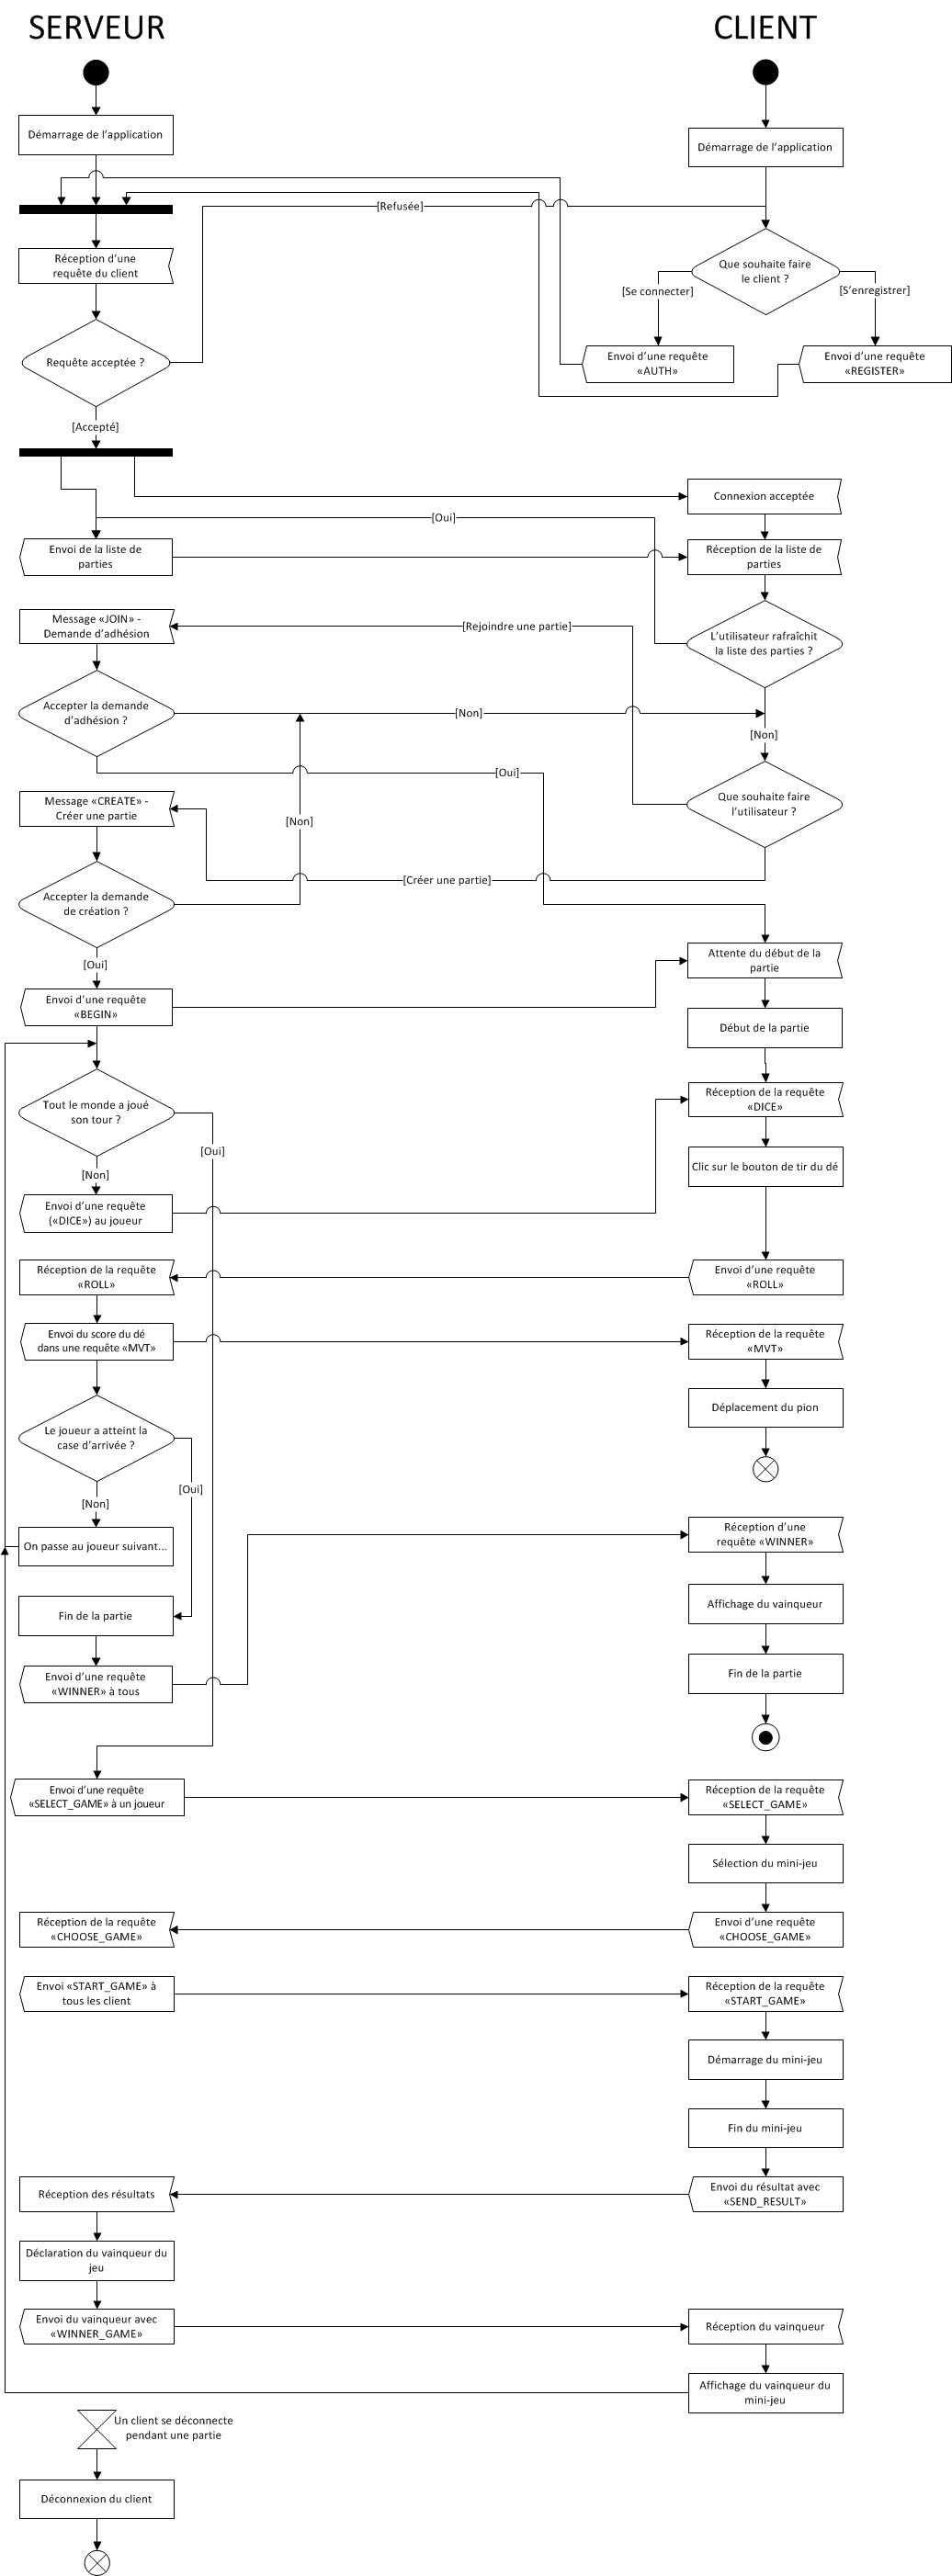 SERVEUR
CLIENT
Démarrage de l'application
Démarrage de l'application
[Refusée]
Réception d'une
requête du client
Que souhaite faire
le client ?
[Se connecter]
[S'enregistrer]
Requête acceptée ?
Envoi d'une requête
«AUTH»
Envoi d'une requête
«REGISTER»
[Accepté]
Connexion acceptée
[Oui]
Envoi de la liste de
parties
Réception de la liste de
parties
Message «JOIN» -
Demande d'adhésion
[Rejoindre une partie]
L'utilisateur rafraîchit
la liste des parties ?
Accepter la demande
d'adhésion ?
[Non]
[Non]
[Oui]
Message «CREATE» -
Créer une partie
[Non]
Que souhaite faire
l'utilisateur ?
[Créer une partie]
Accepter la demande
de création ?
[Oui]
Attente du début de la
partie
Envoi d'une requête
«BEGIN»
Début de la partie
Tout le monde a joué
son tour ?
Réception de la requête
«DICE»
[Oui]
[Non]
Clic sur le bouton de tir du dé
Envoi d'une requête
(«DICE») au joueur
Réception de la requête
«ROLL»
Envoi d'une requête
«ROLL»
Envoi du score du dé
dans une requête «MVT»
Réception de la requête
«MVT»
Déplacement du pion
Le joueur a atteint la
case d'arrivée ?
[Oui]
[Non]
On passe au joueur suivant...
Réception d'une
requête «WINNER»
Fin de la partie
Affichage du vainqueur
Envoi d'une requête
«WINNER» à tous
Fin de la partie
Envoi d'une requête
«SELECT_GAME» à un joueur
Réception de la requête
«SELECT_GAME»
Sélection du mini-jeu
Réception de la requête
«CHOOSE_GAME»
Envoi d'une requête
«CHOOSE_GAME»
Envoi «START_GAME» à
tous les client
Réception de la requête
«START_GAME»
Démarrage du mini-jeu
Fin du mini-jeu
Réception des résultats
Envoi du résultat avec
«SEND_RESULT»
Déclaration du vainqueur du
jeu
Envoi du vainqueur avec
«WINNER_GAME»
Réception du vainqueur
Affichage du vainqueur du
mini-jeu
Un client se déconnecte
pendant une partie
Déconnexion du client